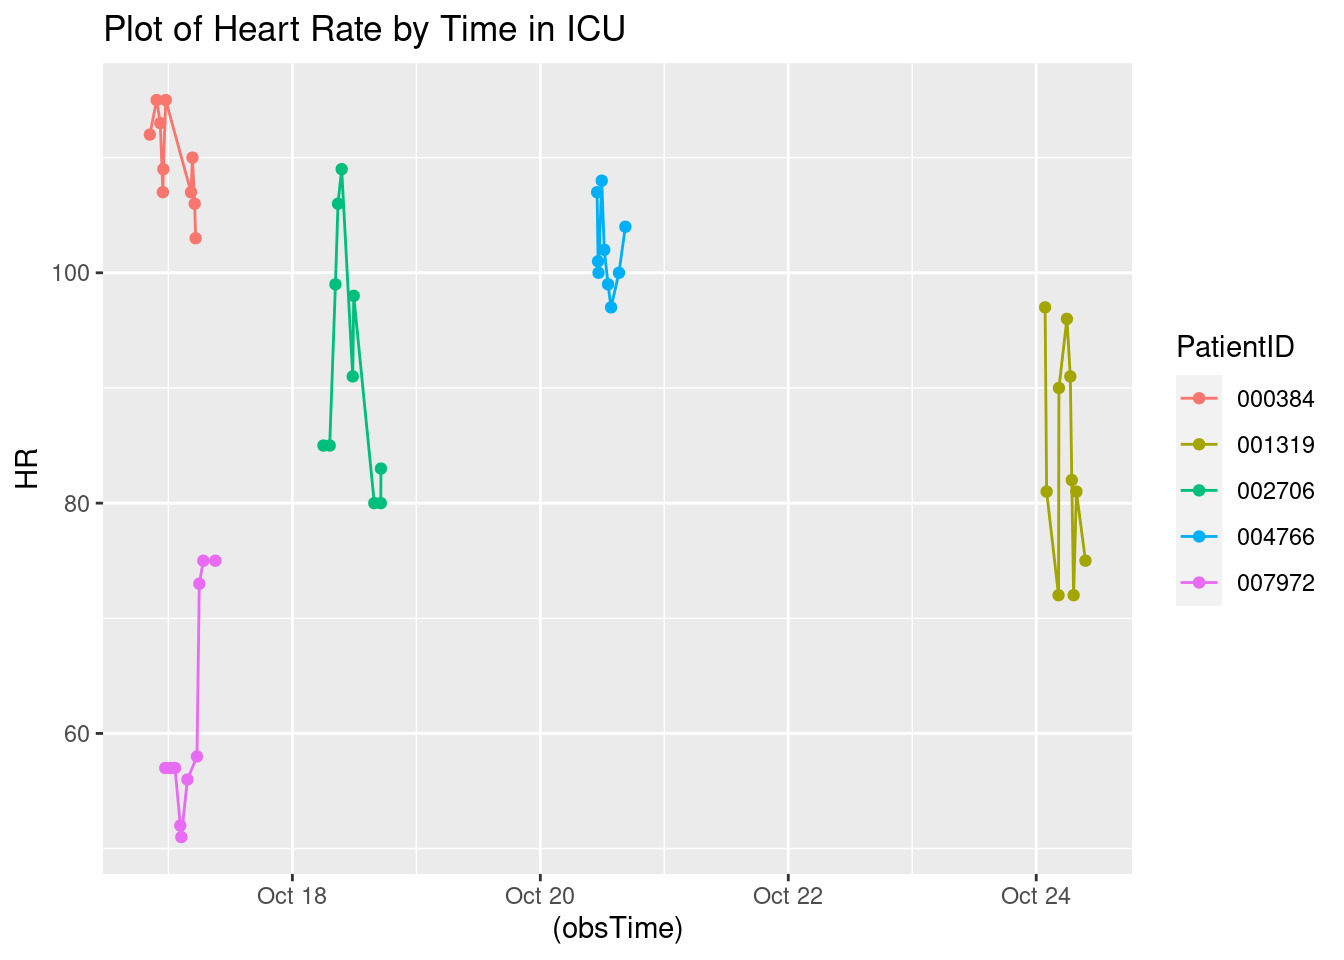 Plot of Heart Rate by Time in ICU
HR
100
80
60
Oct 18
Oct 20
Oct 22
Oct 24
(obsTime)
PatientID
000384
001319
002706
004766
007972